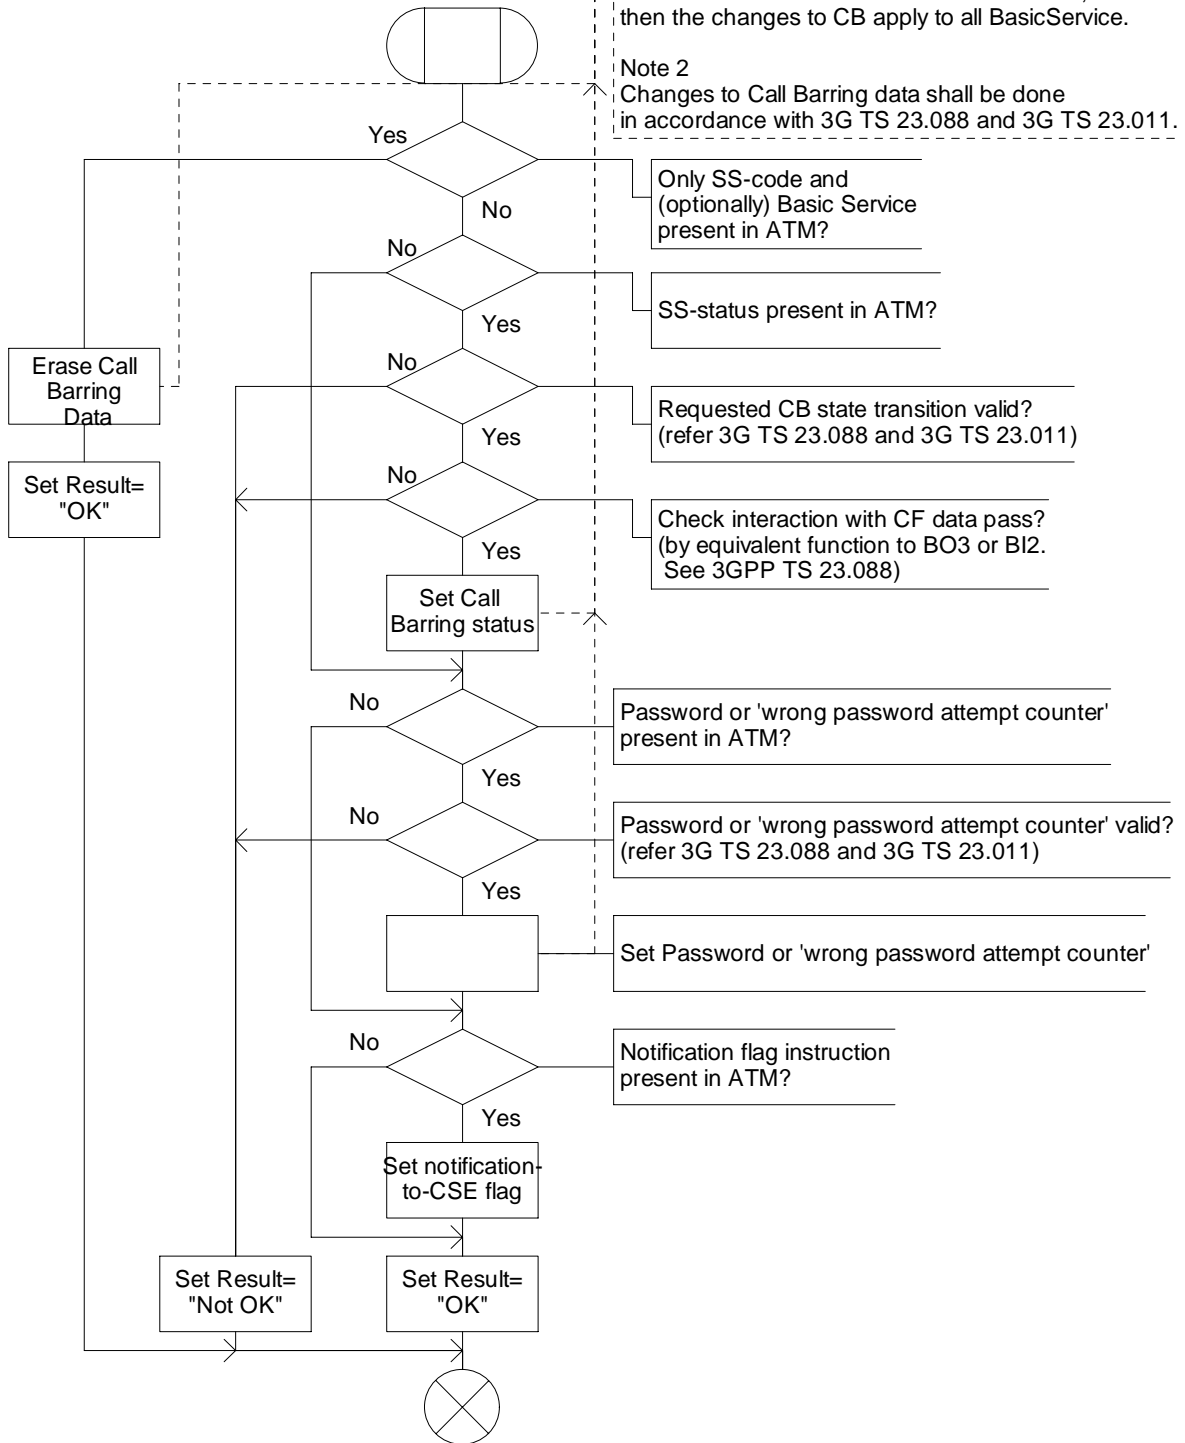 then the changes to CB apply to all BasicService.
Note 2
Changes to Call Barring data shall be done
in accordance with 3G TS 23.088 and 3G TS 23.011.
Yes
Only SS-code and
(optionally) Basic Service
present in ATM?
No
No
SS-status present in ATM?
Yes
Erase Call
Barring
Data
No
Requested CB state transition valid?
(refer 3G TS 23.088 and 3G TS 23.011)
Yes
Set Result=
"OK"
No
Check interaction with CF data pass?
(by equivalent function to BO3 or BI2.
See 3GPP TS 23.088)
Yes
Set Call
Barring status
No
Password or 'wrong password attempt counter'
present in ATM?
Yes
No
Password or 'wrong password attempt counter' valid?
(refer 3G TS 23.088 and 3G TS 23.011)
Yes
Set Password or 'wrong password attempt counter'
No
Notification flag instruction
present in ATM?
Yes
Set notification-
to-CSE flag
Set Result=
"Not OK"
Set Result=
"OK"